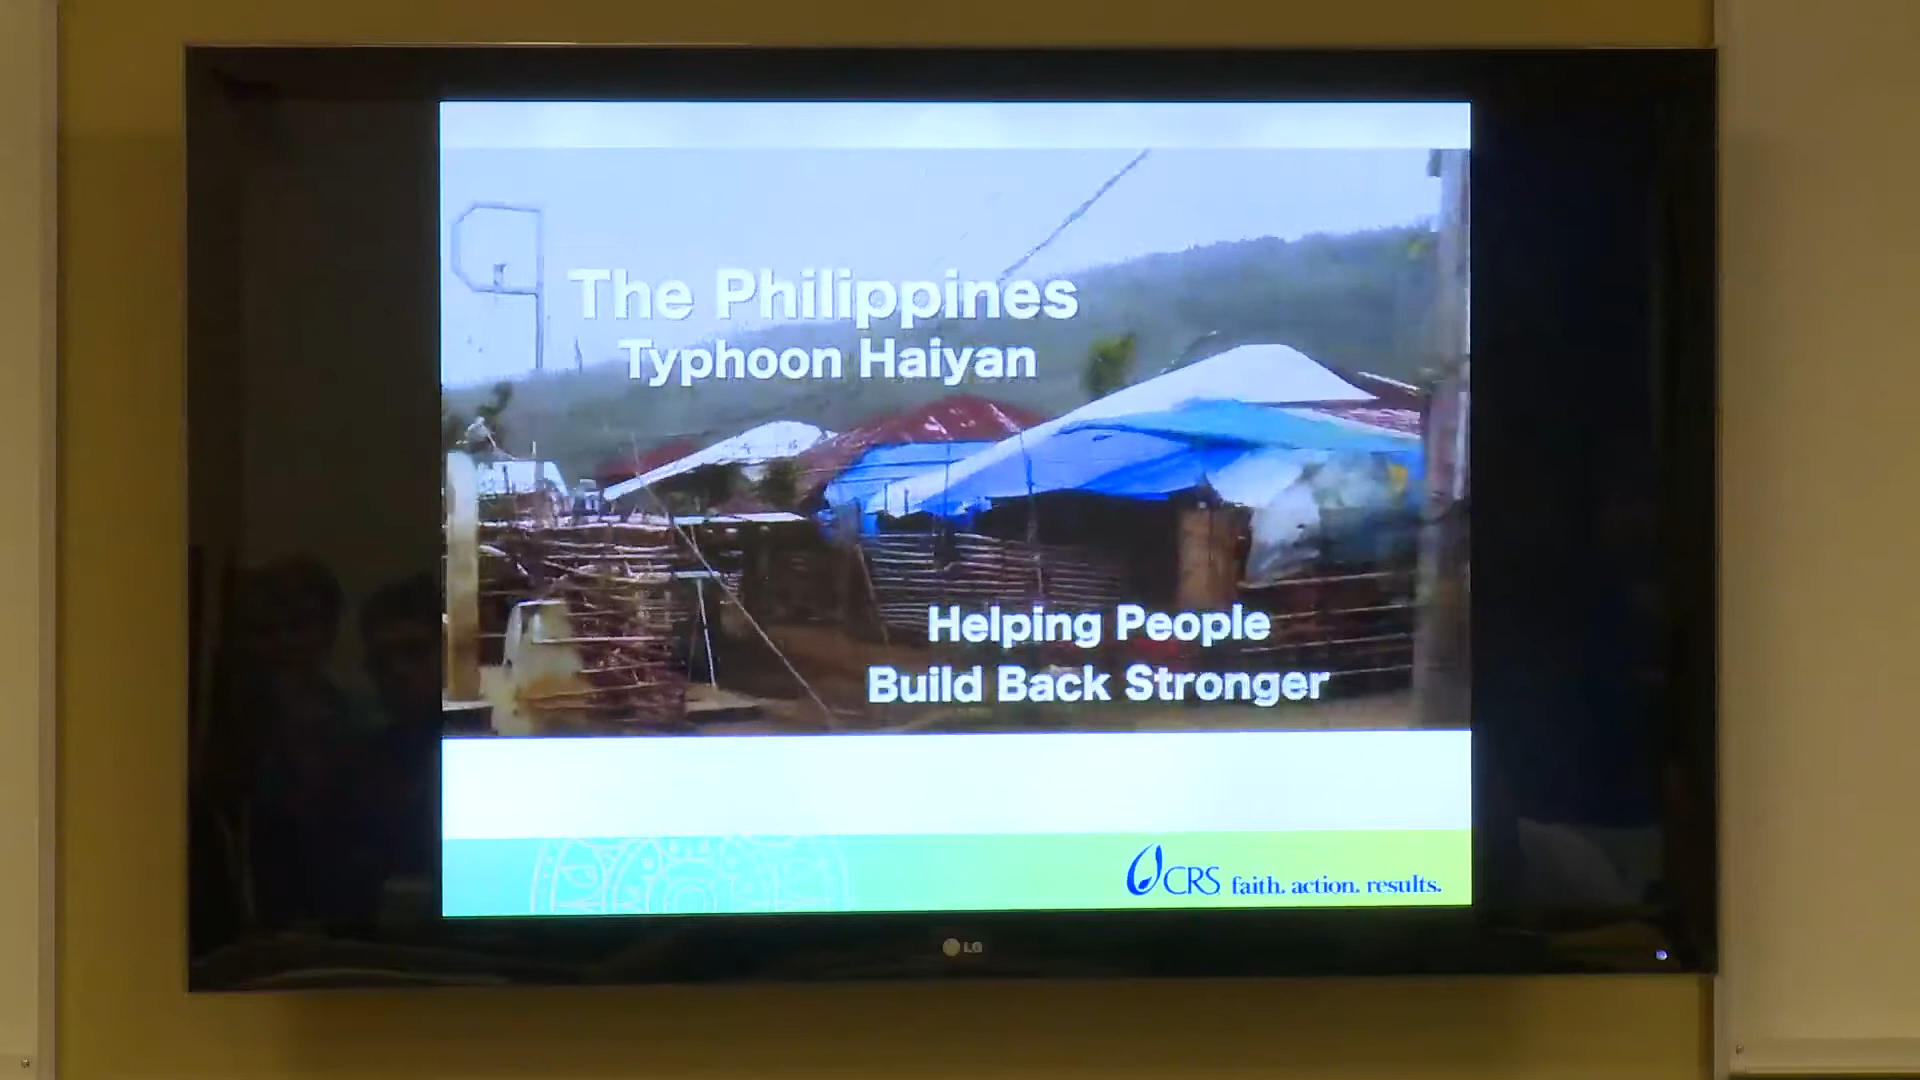 The Philippines
Typhoon Haiyan
Helping People
Build Back Stronger
CRS faith. action. results.
LG